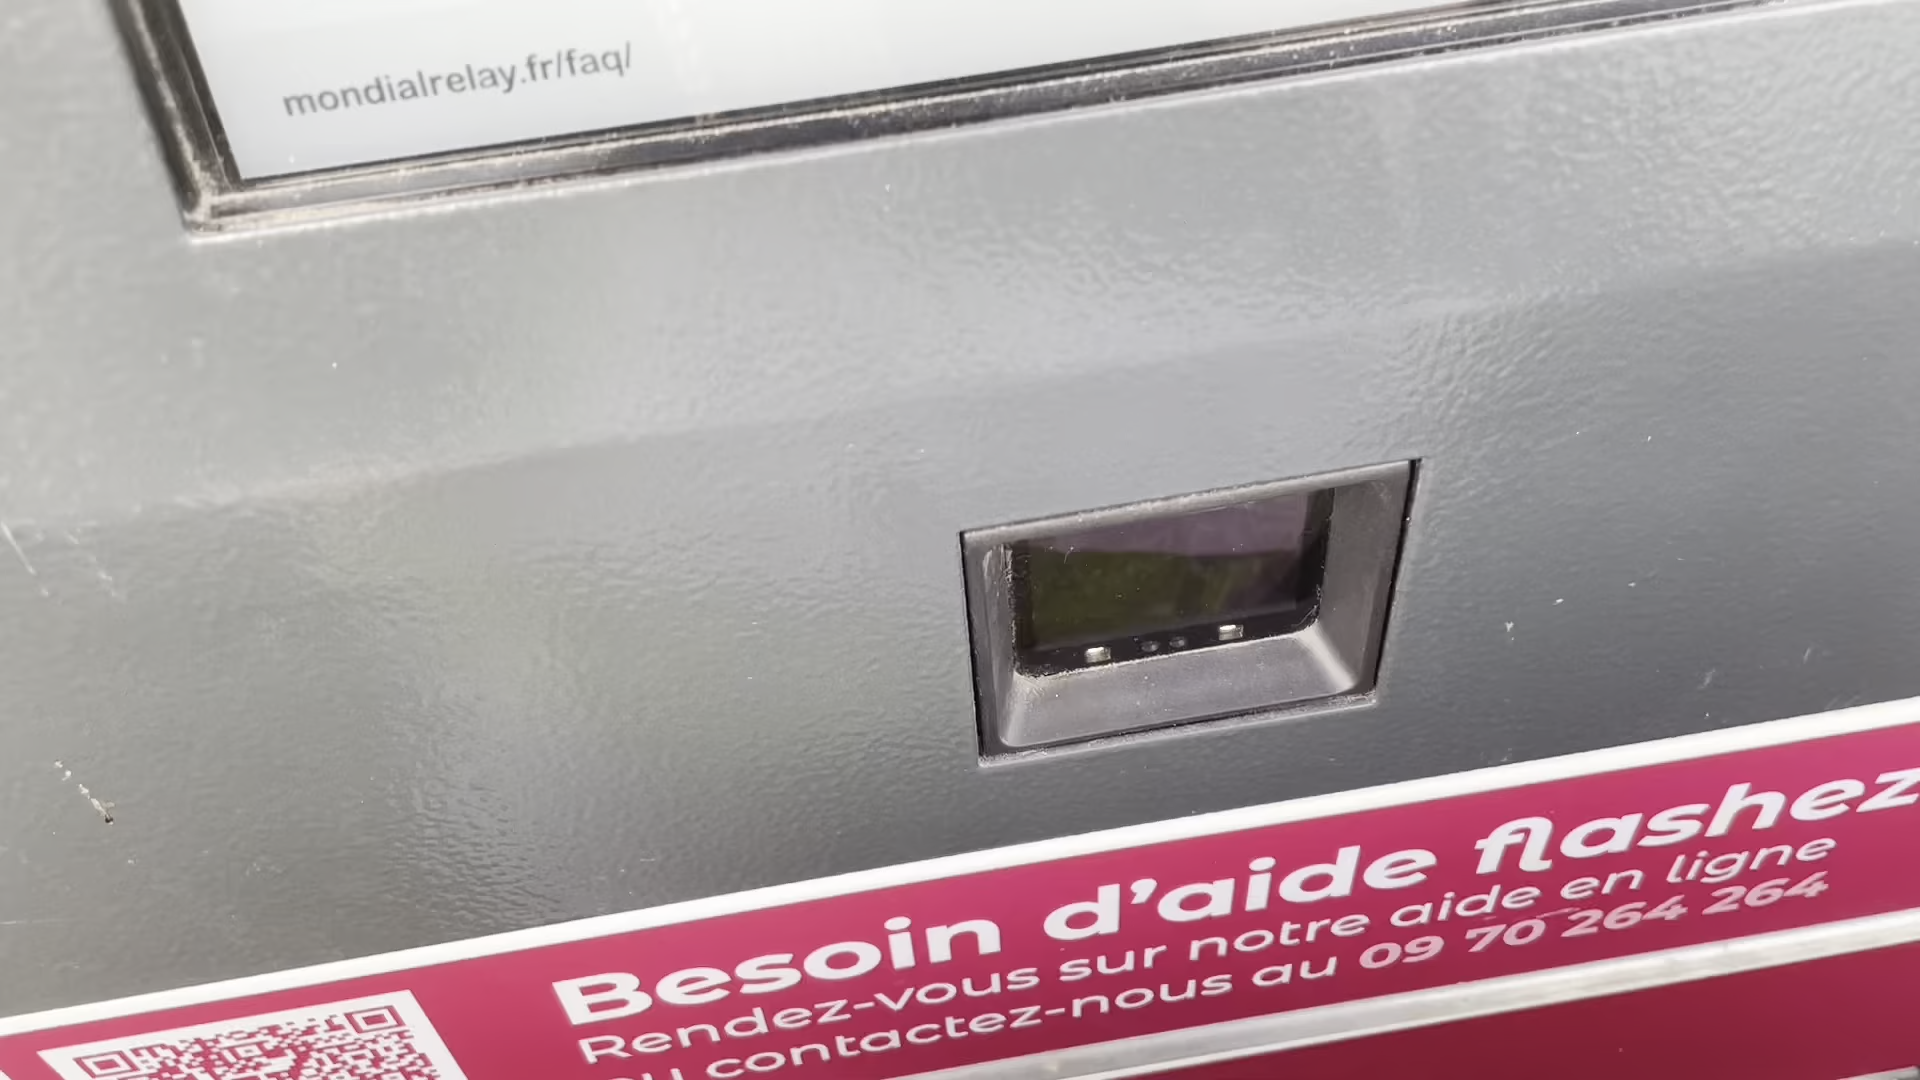 mondialrelay.fr/faq/
Besoin d'aide flashez
Rendez-vous sur notre aide en ligne
ou contactez-nous au 09 70 264 264